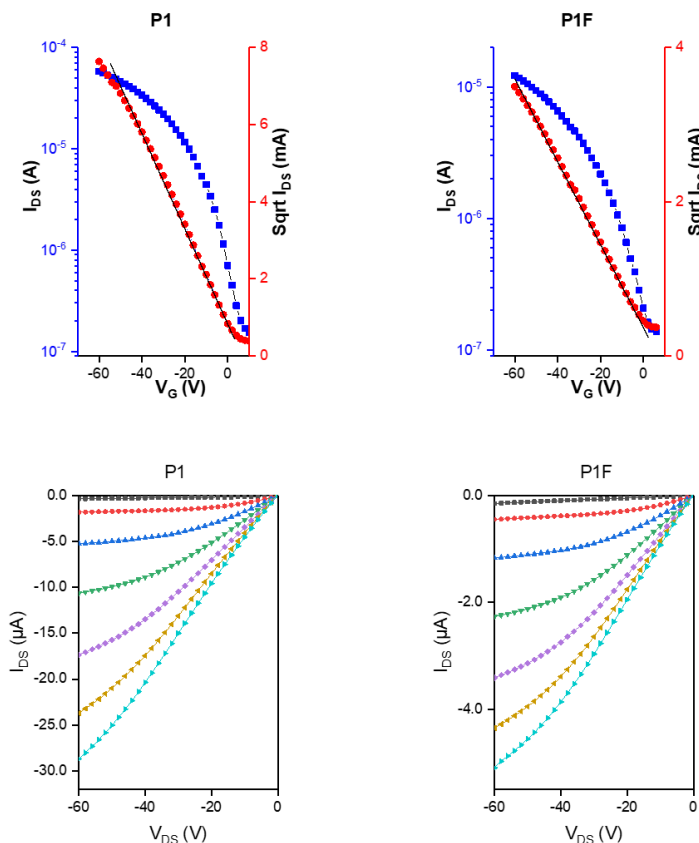 P1
P1F
10⁻⁴
10⁻⁵
10⁻⁶
10⁻⁷
I_DS (A)
8
6
4
2
0
Sqrt I_DS (mA)
-60
-40
-20
0
V_G (V)
10⁻⁵
10⁻⁶
10⁻⁷
I_DS (A)
4
2
0
Sqrt I_DS (mA)
-60
-40
-20
0
V_G (V)
P1
P1F
0.0
-5.0
-10.0
-15.0
-20.0
-25.0
-30.0
I_DS (µA)
-60
-40
-20
0
V_DS (V)
0.0
-2.0
-4.0
I_DS (µA)
-60
-40
-20
0
V_DS (V)